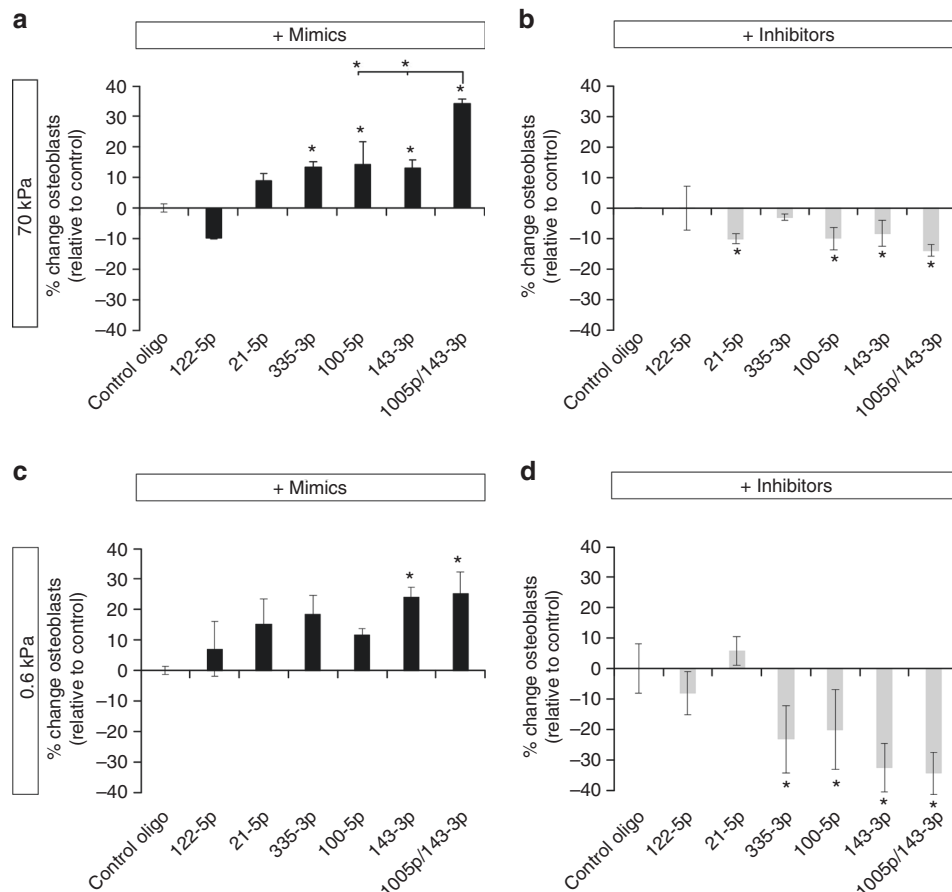 a
+ Mimics
70 kPa
% change osteoblasts
(relative to control)
40
30
20
10
0
–10
–20
–30
–40
* *
*
*
*
*
Control oligo
122-5p
21-5p
335-3p
100-5p
143-3p
1005p/143-3p
b
+ Inhibitors
% change osteoblasts
(relative to control)
40
30
20
10
0
–10
–20
–30
–40
*
*
*
*
Control oligo
122-5p
21-5p
335-3p
100-5p
143-3p
1005p/143-3p
c
+ Mimics
0.6 kPa
% change osteoblasts
(relative to control)
40
30
20
10
0
–10
–20
–30
–40
*
*
Control oligo
122-5p
21-5p
335-3p
100-5p
143-3p
1005p/143-3p
d
+ Inhibitors
% change osteoblasts
(relative to control)
40
30
20
10
0
–10
–20
–30
–40
*
*
*
*
Control oligo
122-5p
21-5p
335-3p
100-5p
143-3p
1005p/143-3p